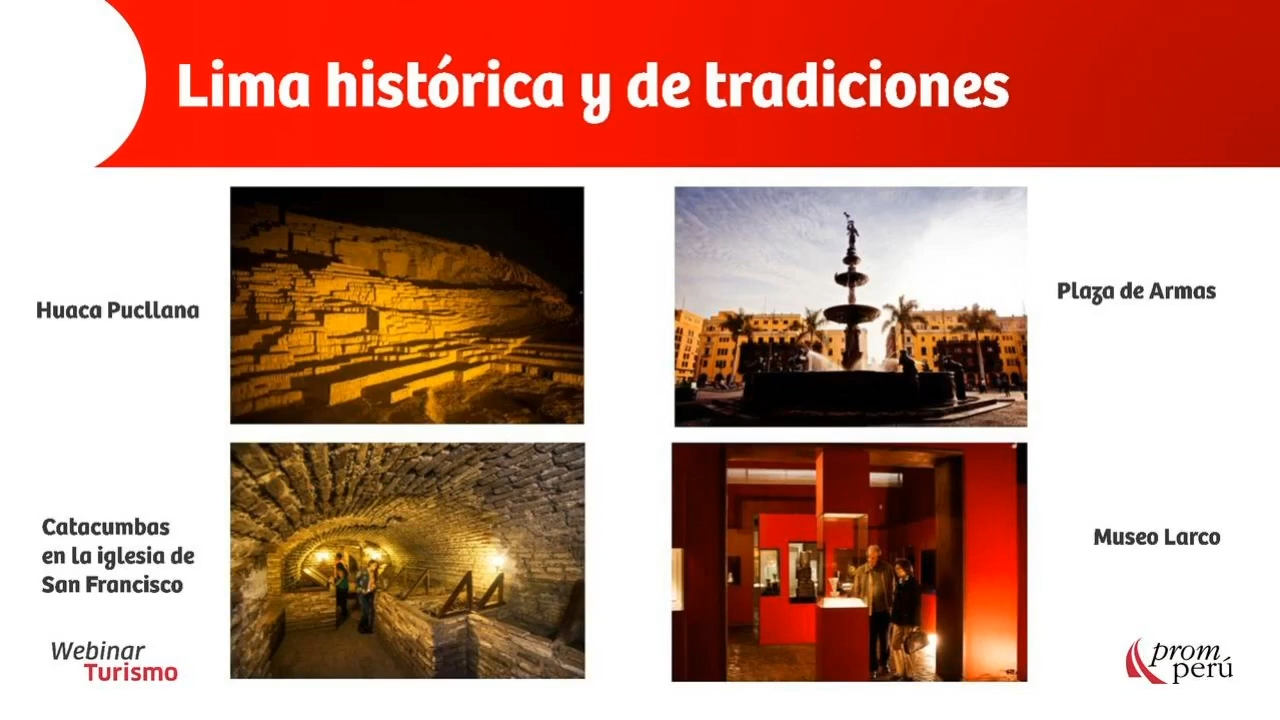 Lima histórica y de tradiciones
Huaca Pucllana
Plaza de Armas
Catacumbas
en la iglesia de
San Francisco
Museo Larco
Webinar
Turismo
prom
perú